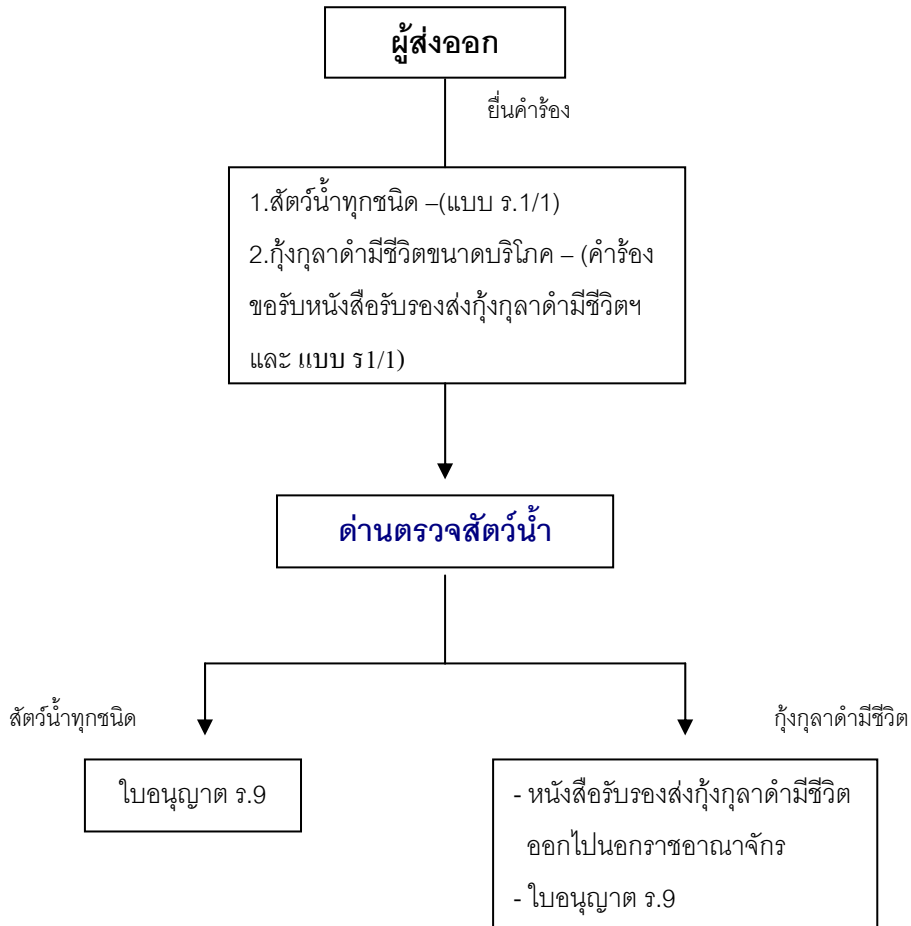 ผู้ส่งออก
ยื่นคำร้อง
1.สัตว์น้ำทุกชนิด –(แบบ ร.1/1)
2.กุ้งกุลาดำมีชีวิตขนาดบริโภค – (คำร้อง
ขอรับหนังสือรับรองส่งกุ้งกุลาดำมีชีวิตฯ
และ แบบ ร1/1)
ด่านตรวจสัตว์น้ำ
สัตว์น้ำทุกชนิด
กุ้งกุลาดำมีชีวิต
ใบอนุญาต ร.9
- หนังสือรับรองส่งกุ้งกุลาดำมีชีวิต
ออกไปนอกราชอาณาจักร
- ใบอนุญาต ร.9